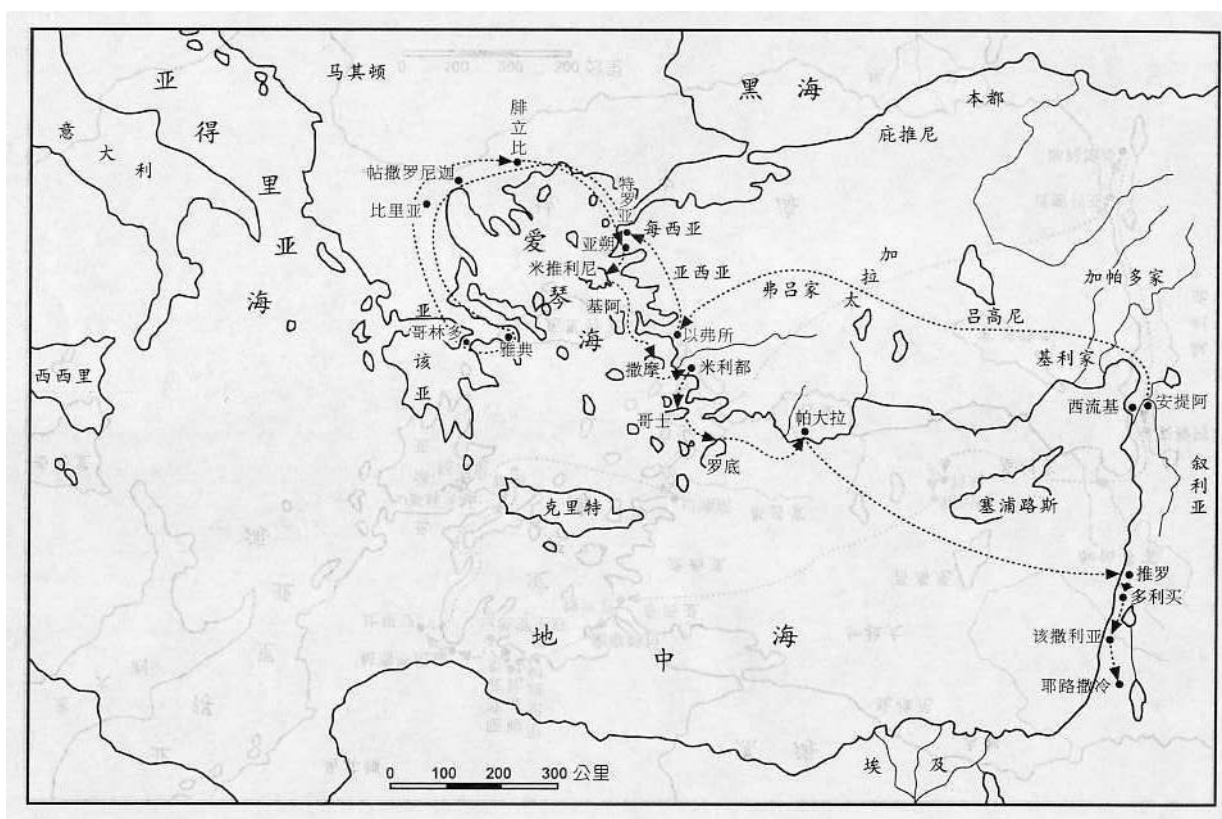 马其顿
黑海
本都
庇推尼
亚得里亚海
意大利
腓立比
帖撒罗尼迦
比里亚
特罗亚
每西亚
亚朔
米推利尼
爱琴海
亚西亚
基阿
加拉太
弗吕家
加帕多家
吕高尼
基利家
亚该亚
哥林多
雅典
以弗所
撒摩
米利都
西西里
哥士
帕大拉
罗底
西流基
安提阿
叙利亚
克里特
塞浦路斯
推罗
多利买
该撒利亚
耶路撒冷
地中海
埃及
0 100 200 300 公里